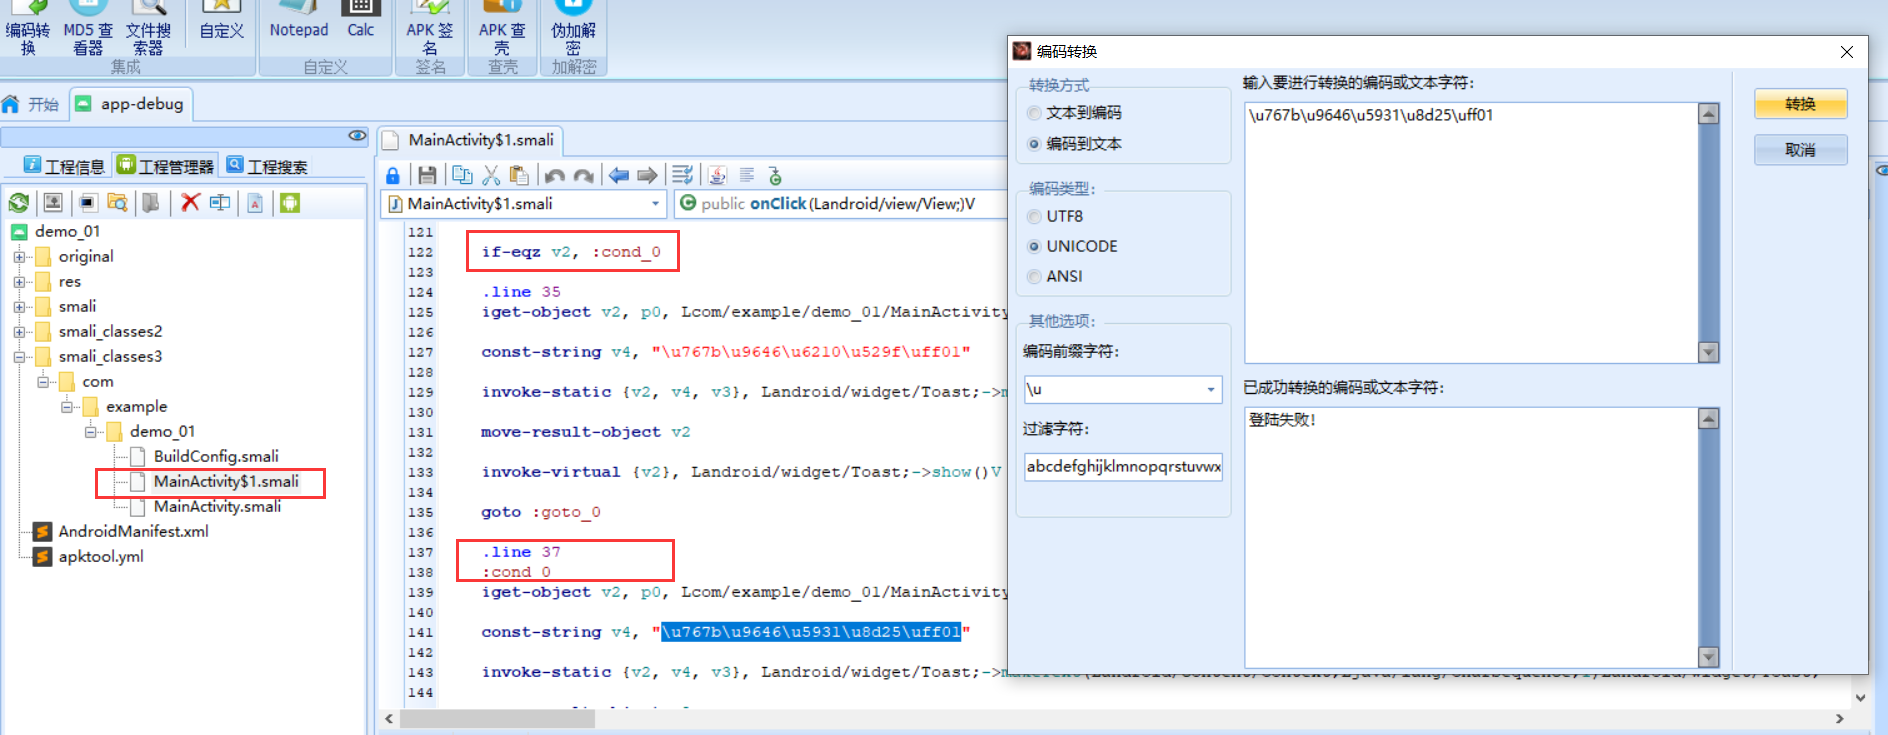 编码转换
MD5 查看器
文件搜索器
自定义
Notepad
Calc
APK 签名
APK 查壳
伪加解密
集成
自定义
签名
查壳
加解密
开始
app-debug
工程信息
工程管理器
工程搜索
demo_01
original
res
smali
smali_classes2
smali_classes3
com
example
demo_01
BuildConfig.smali
MainActivity$1.smali
MainActivity.smali
AndroidManifest.xml
apktool.yml
MainActivity$1.smali
MainActivity$1.smali
public onClick(Landroid/view/View;)V
121
122 if-eqz v2, :cond_0
123
124 .line 35
125 iget-object v2, p0, Lcom/example/demo_01/MainActivity
126
127 const-string v4, "\u767b\u9646\u6210\u529f\uff01"
128
129 invoke-static {v2, v4, v3}, Landroid/widget/Toast;->
130
131 move-result-object v2
132
133 invoke-virtual {v2}, Landroid/widget/Toast;->show()V
134
135 goto :goto_0
136
137 .line 37
138 :cond_0
139 iget-object v2, p0, Lcom/example/demo_01/MainActivity
140
141 const-string v4, "\u767b\u9646\u5931\u8d25\uff01"
142
143 invoke-static {v2, v4, v3}, Landroid/widget/Toast;->makeText(Landroid/content/Context;Ljava/lang/CharSequence;I)Landroid/widget/Toast;
144
编码转换
转换方式
文本到编码
编码到文本
编码类型:
UTF8
UNICODE
ANSI
其他选项:
编码前缀字符:
\u
过滤字符:
abcdefghijklmnopqrstuvwx
输入要进行转换的编码或文本字符:
\u767b\u9646\u5931\u8d25\uff01
已成功转换的编码或文本字符:
登陆失败!
转换
取消